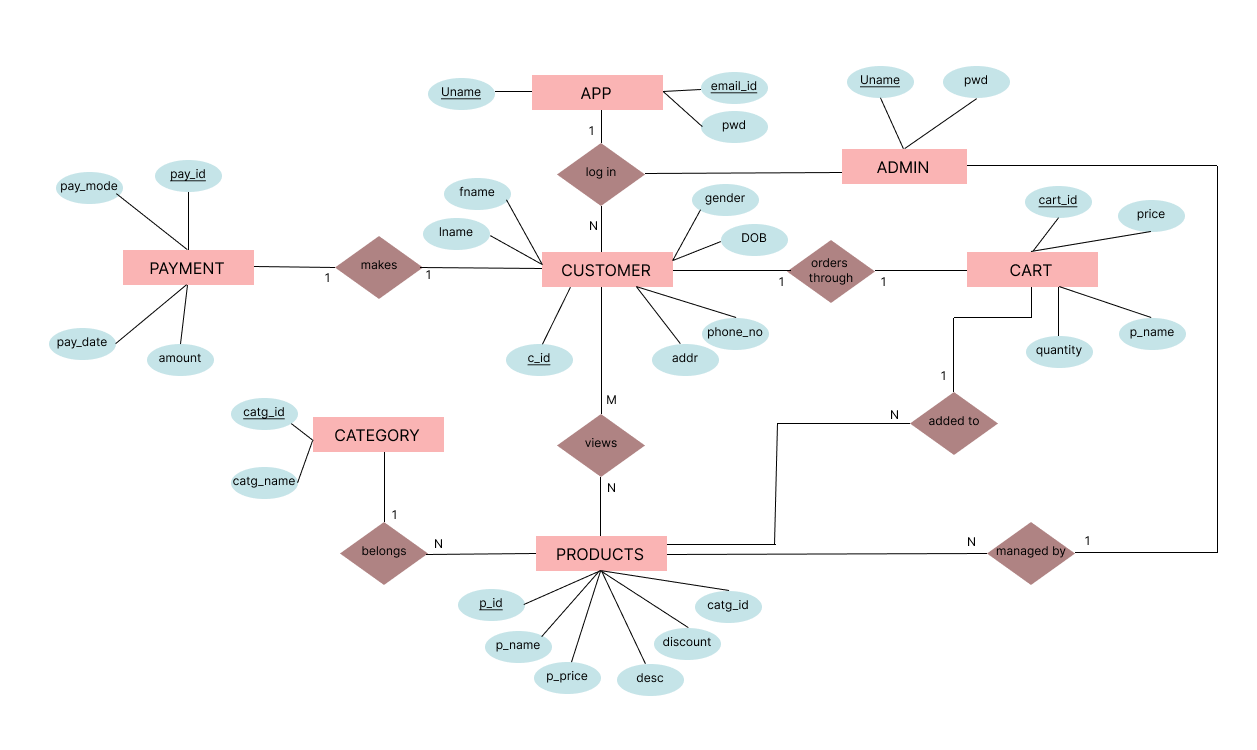 Uname
APP
email_id
pwd
Uname
pwd
ADMIN
1
log in
N
pay_mode
pay_id
PAYMENT
pay_date
amount
1
makes
1
fname
lname
gender
DOB
CUSTOMER
c_id
addr
phone_no
1
orders
through
1
cart_id
price
CART
quantity
p_name
1
added to
N
M
views
N
catg_id
CATEGORY
catg_name
1
belongs
N
PRODUCTS
N
managed by
1
p_id
p_name
p_price
desc
discount
catg_id